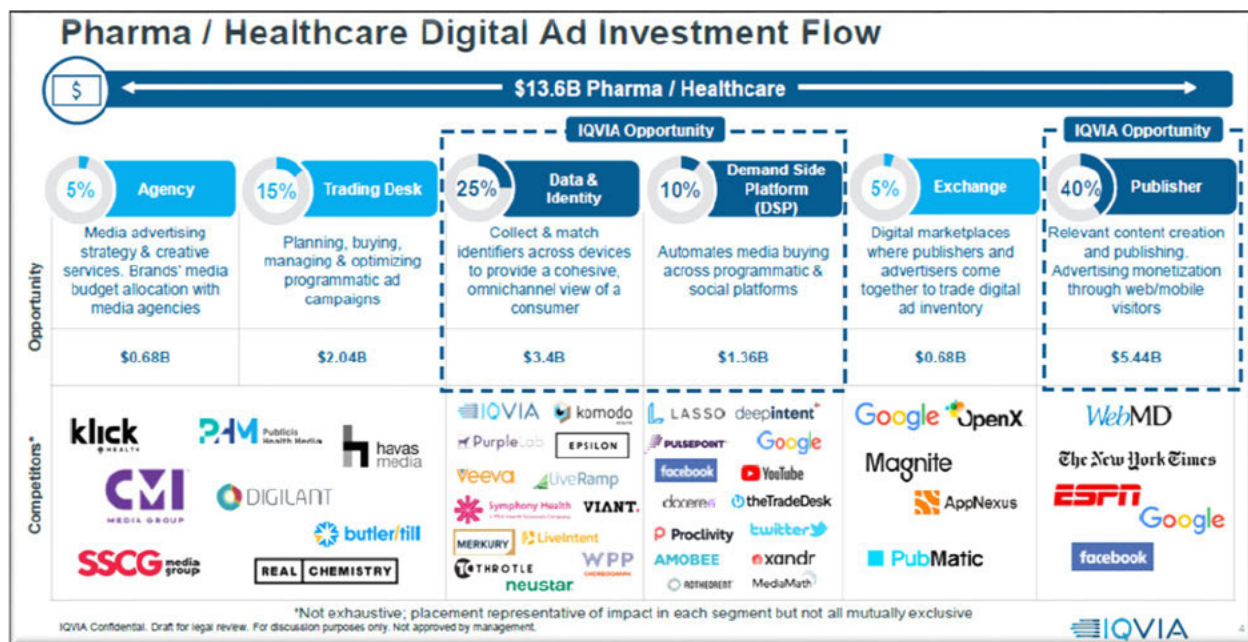 Pharma / Healthcare Digital Ad Investment Flow
$
$13.6B Pharma / Healthcare
IQVIA Opportunity
IQVIA Opportunity
5%
Agency
15%
Trading Desk
25%
Data &
Identity
10%
Demand Side
Platform
(DSP)
5%
Exchange
40%
Publisher
Opportunity
Media advertising
strategy & creative
services. Brands' media
budget allocation with
media agencies
Planning, buying,
managing & optimizing
programmatic ad
campaigns
Collect & match
identifiers across devices
to provide a cohesive,
omnichannel view of a
consumer
Automates media buying
across programmatic &
social platforms
Digital marketplaces
where publishers and
advertisers come
together to trade digital
ad inventory
Relevant content creation
and publishing.
Advertising monetization
through web/mobile
visitors
$0.68B
$2.04B
$3.4B
$1.36B
$0.68B
$5.44B
Competitors*
klick
HEALTH
PHM Publicis
Health Media
havas
media
CMI
MEDIA GROUP
DIGILANT
butler/till
SSCG media
group
REAL CHEMISTRY
IQVIA
komodo
HEALTH
PurpleLab
EPSILON
Veeva
LiveRamp
Symphony Health
VIANT.
MERKURY
LiveIntent
THROTLE
WPP
CHOREOGRAPH
neustar
LASSO
deepintent
PULSEPOINT
Google
facebook
YouTube
doceree
theTradeDesk
Proclivity
twitter
AMOBEE
xandr
MediaMath
Google
OpenX
Magnite
AppNexus
PubMatic
WebMD
The New York Times
ESPN
Google
facebook
*Not exhaustive; placement representative of impact in each segment but not all mutually exclusive
IQVIA Confidential. Draft for legal review. For discussion purposes only. Not approved by management.
IQVIA
4